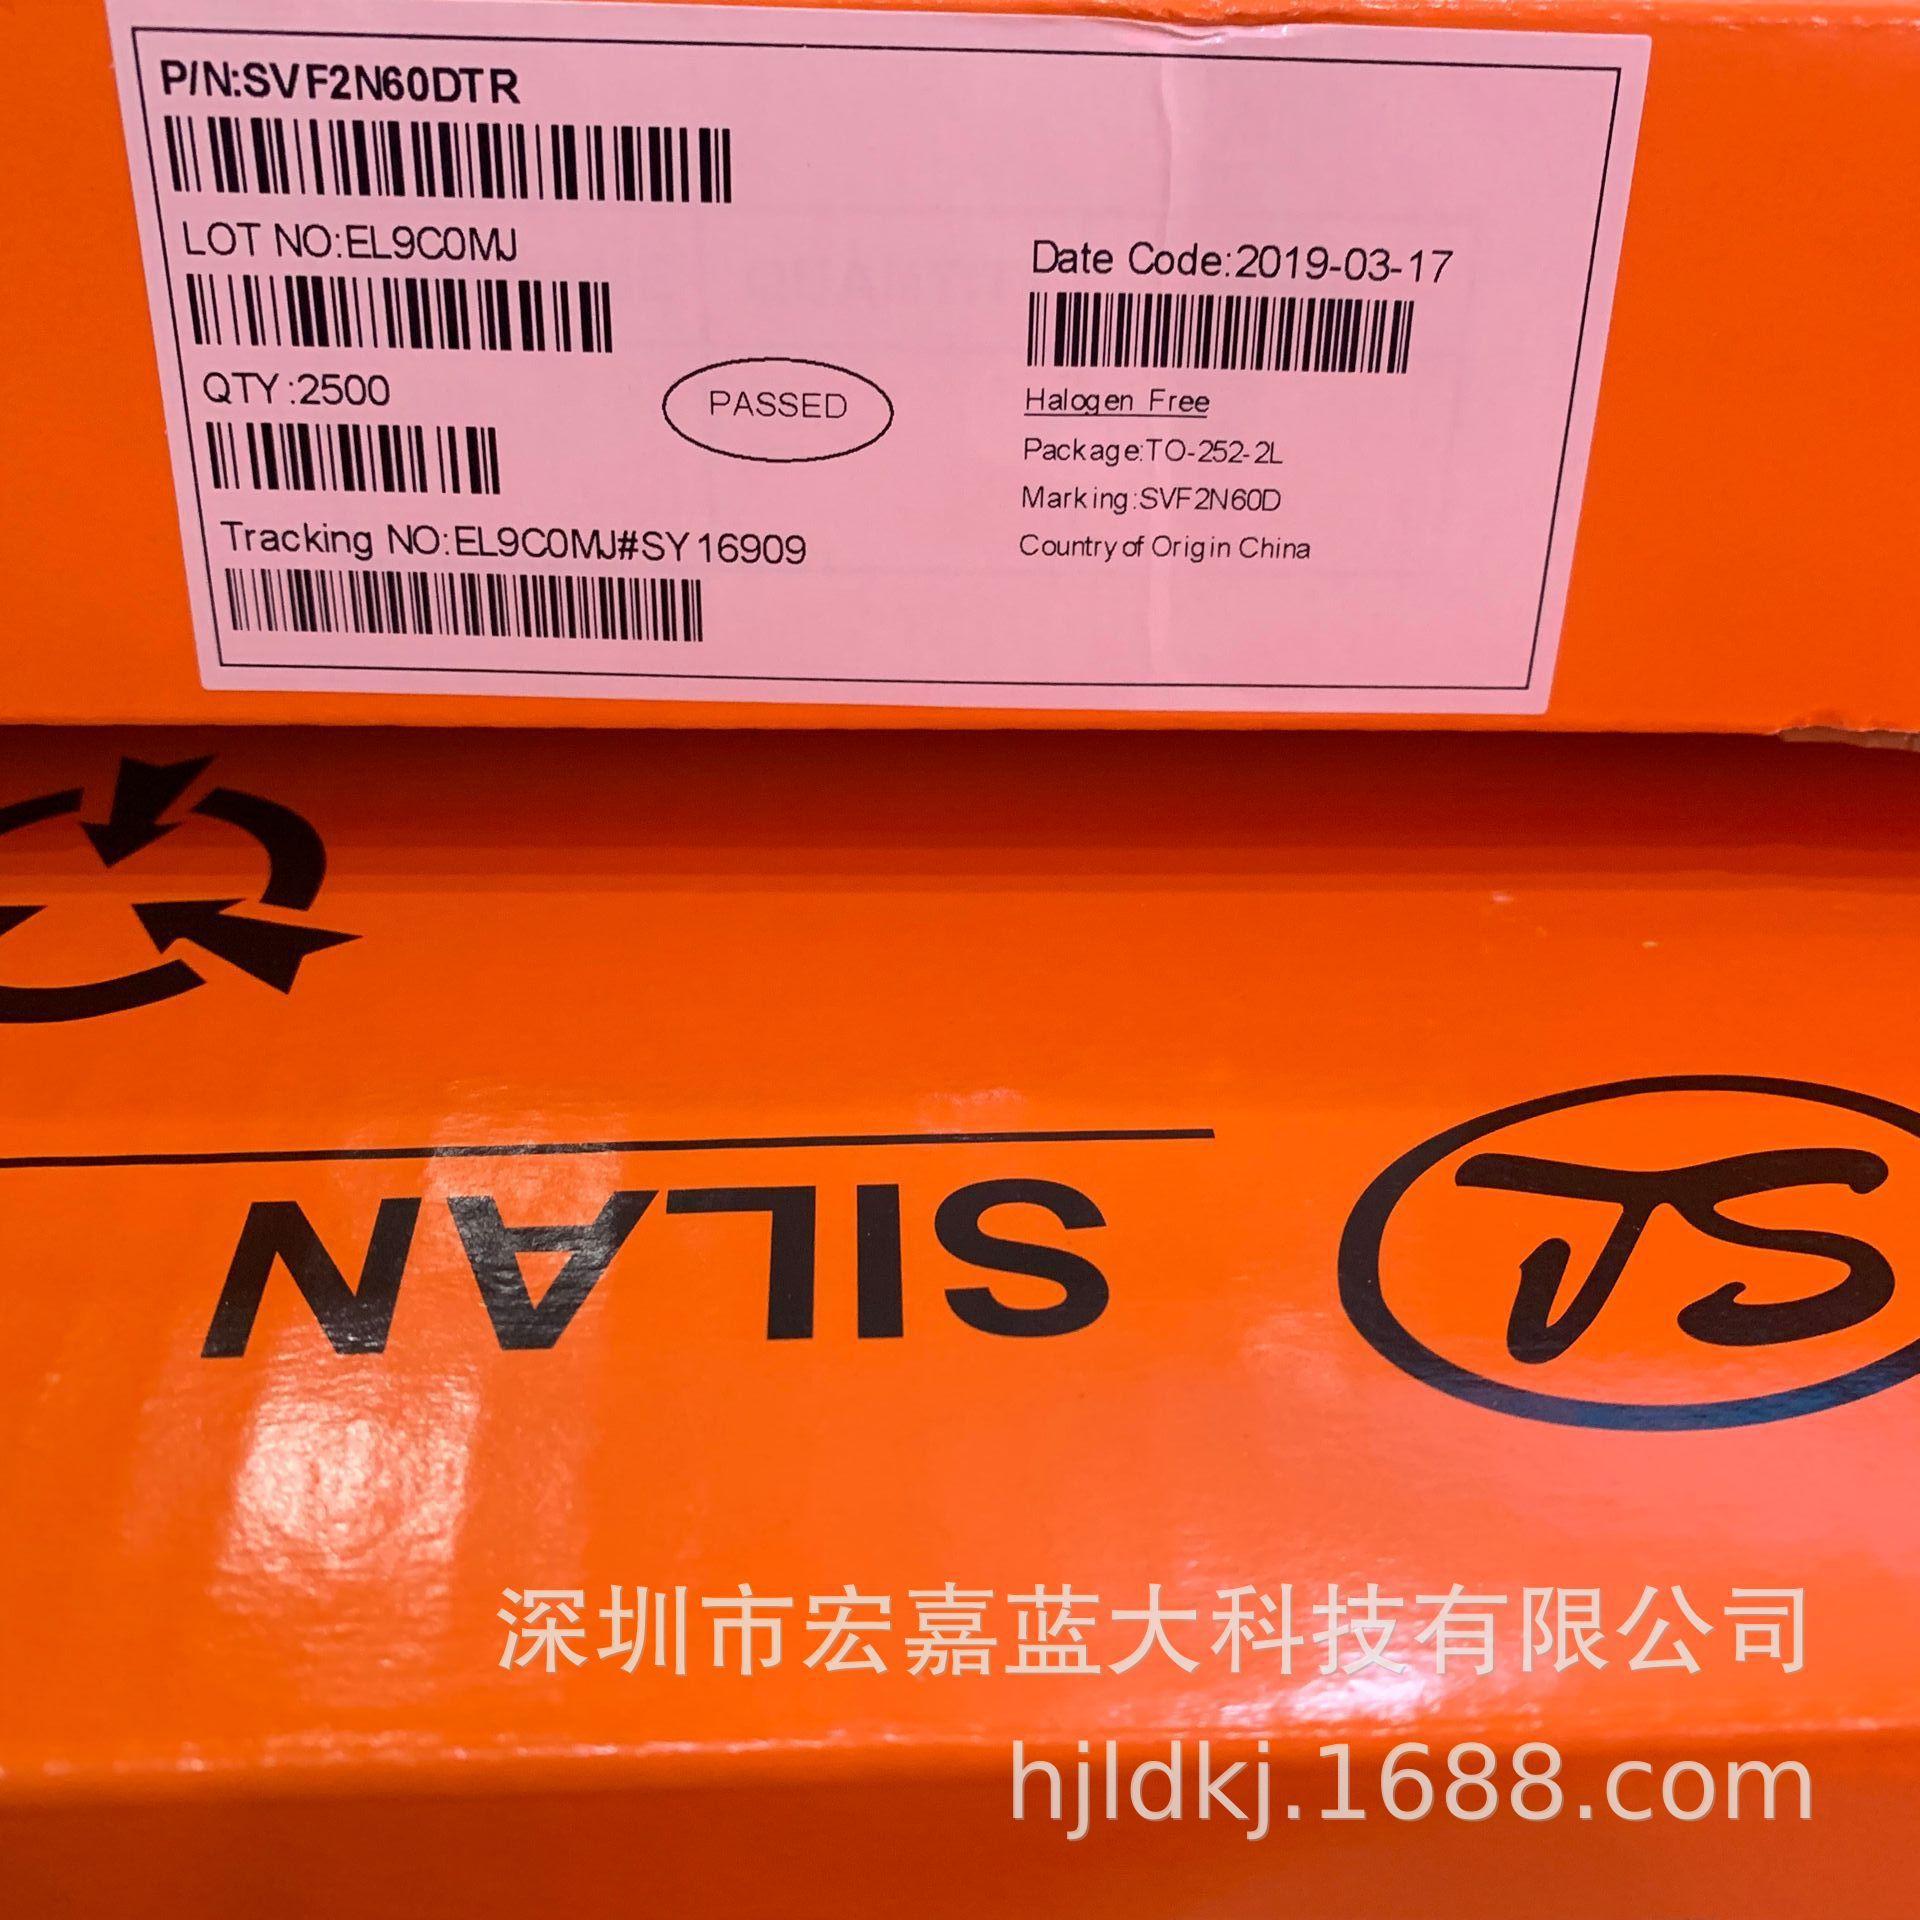 P/N:SVF2N60DTR
LOT NO:EL9C0MJ
Date Code:2019-03-17
QTY:2500
PASSED
Halogen Free
Package:TO-252-2L
Marking:SVF2N60D
Tracking NO:EL9C0MJ#SY16909
Country of Origin China
SILAN
深圳市宏嘉蓝大科技有限公司
hjldkj.1688.com